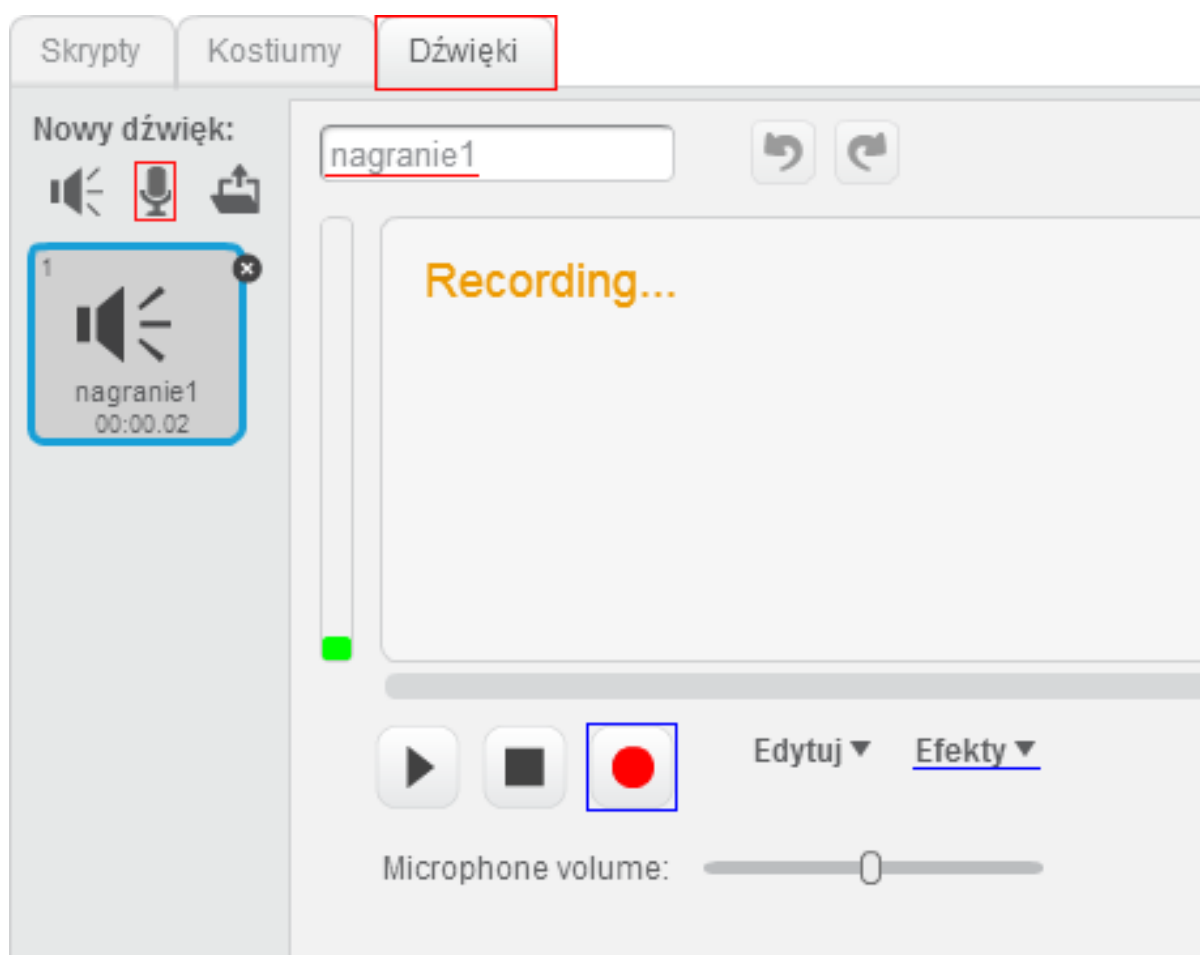 Skrypty Kostiumy Dźwięki
Nowy dźwięk:
nagranie1
1
nagranie1
00:00.02
Recording...
Edytuj Efekty
Microphone volume: